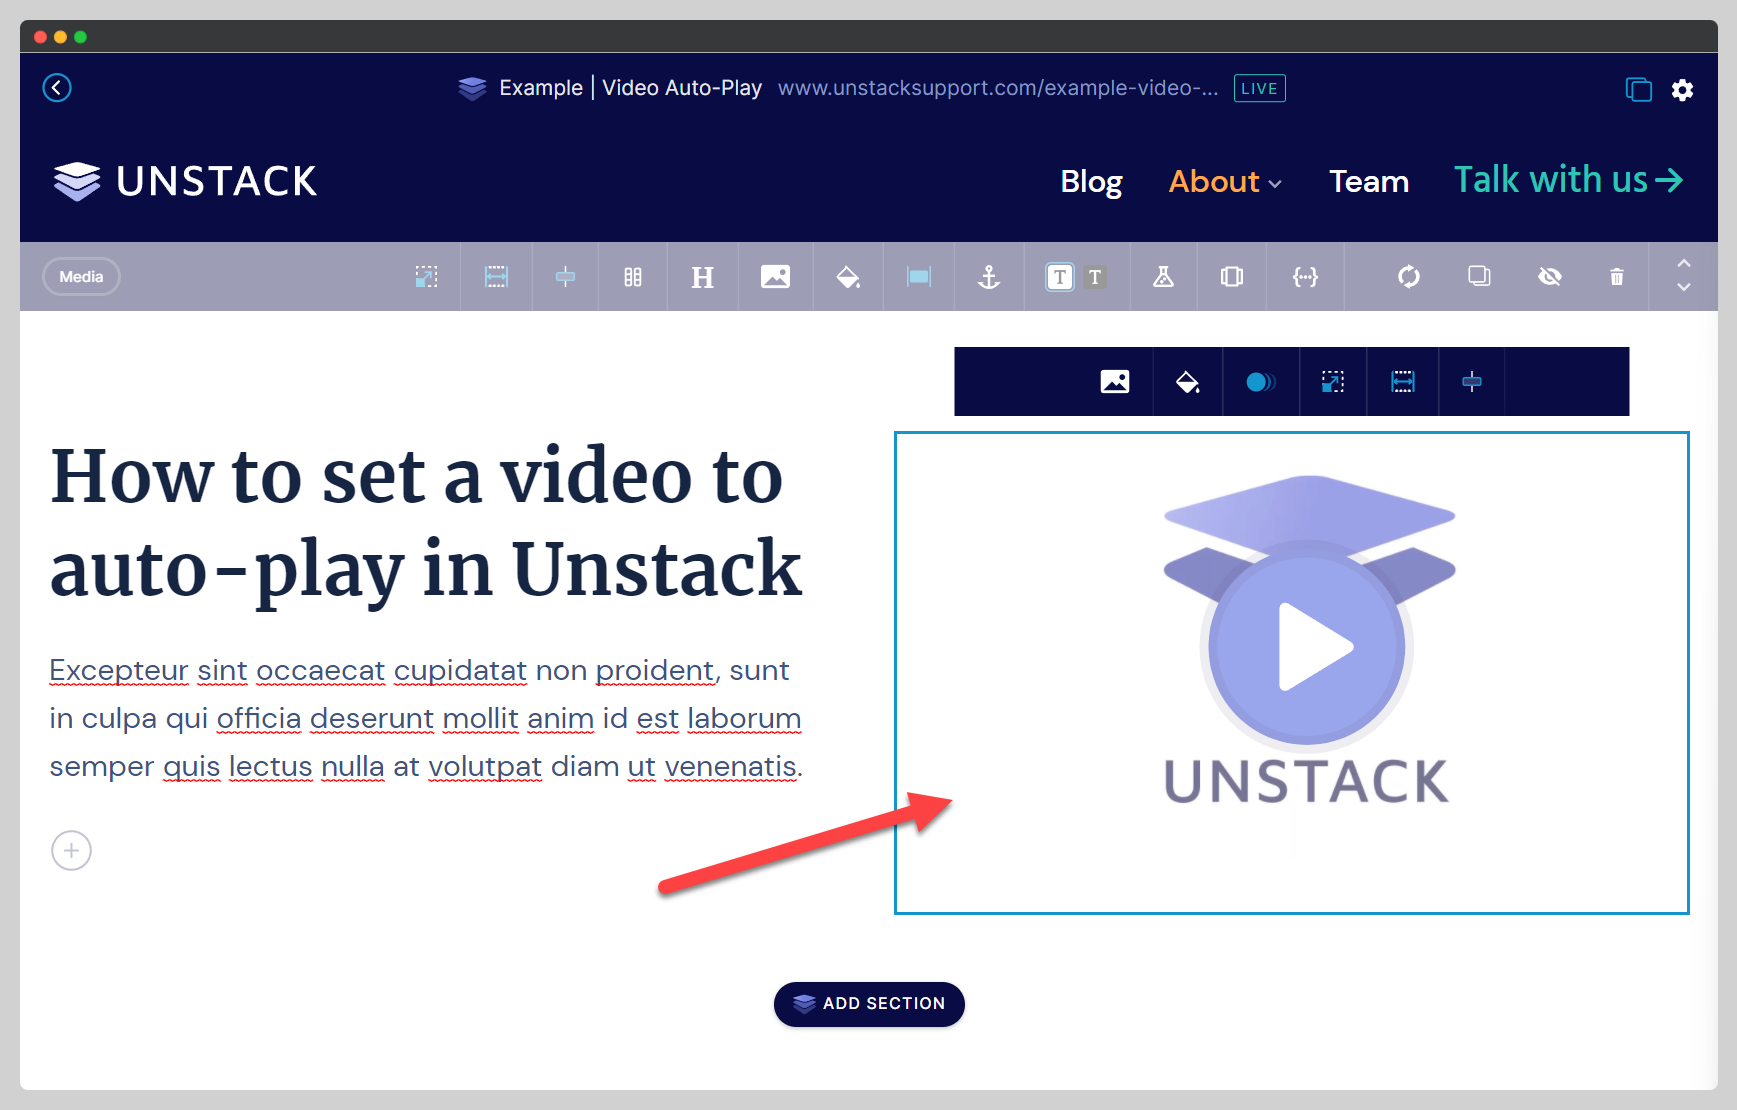 Example | Video Auto-Play www.unstacksupport.com/example-video-... LIVE
UNSTACK
Blog About Team Talk with us
Media
H T T
How to set a video to
auto-play in Unstack
Excepteur sint occaecat cupidatat non proident, sunt
in culpa qui officia deserunt mollit anim id est laborum
semper quis lectus nulla at volutpat diam ut venenatis.
UNSTACK
ADD SECTION